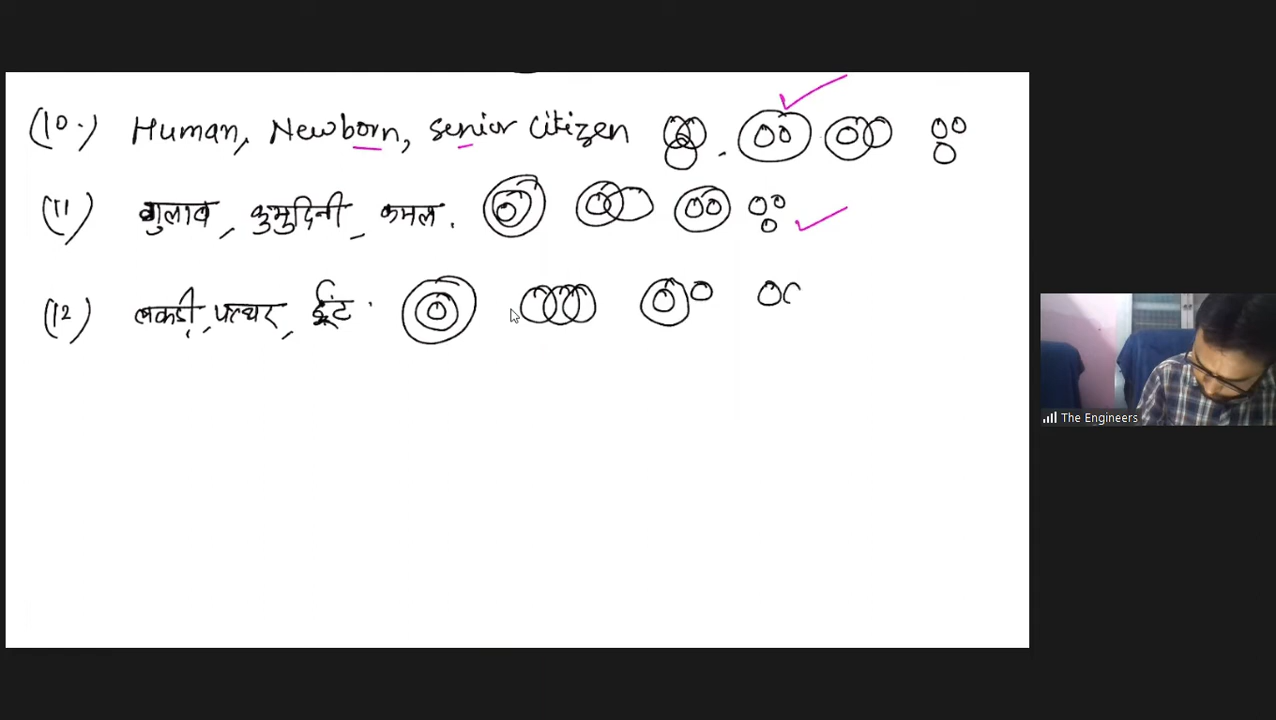 (10.) Human, Newborn, Senior citizen
(11) गुलाब, कुमुदिनी, कमल.
(12) लकडी, पत्थर, ईंट.
The Engineers